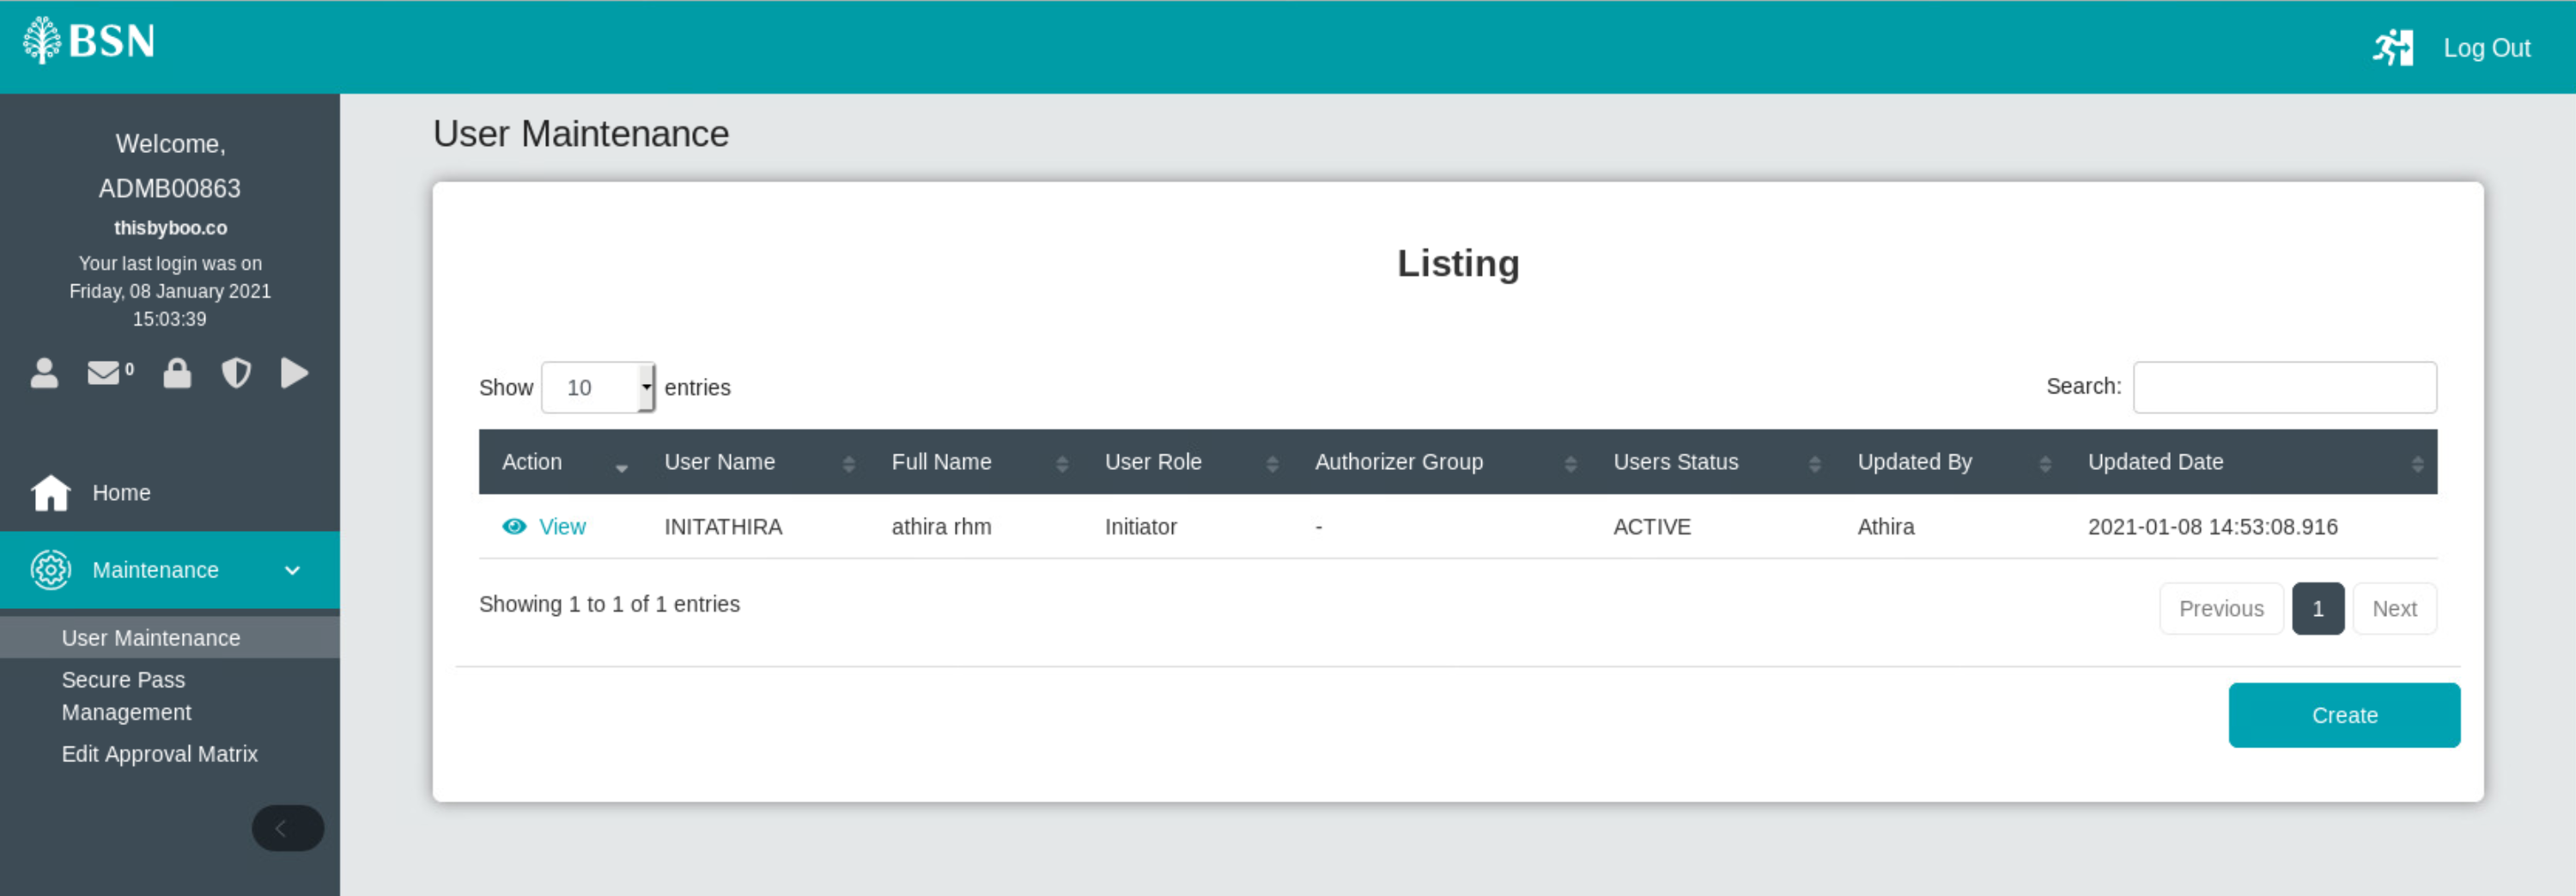 BSN
Log Out
Welcome,
ADMB00863
thisbyboo.co
Your last login was on
Friday, 08 January 2021
15:03:39
0
Home
Maintenance
User Maintenance
Secure Pass
Management
Edit Approval Matrix
User Maintenance
Listing
Show 10 entries
Search:
Action User Name Full Name User Role Authorizer Group Users Status Updated By Updated Date
View INITATHIRA athira rhm Initiator - ACTIVE Athira 2021-01-08 14:53:08.916
Showing 1 to 1 of 1 entries
Previous 1 Next
Create